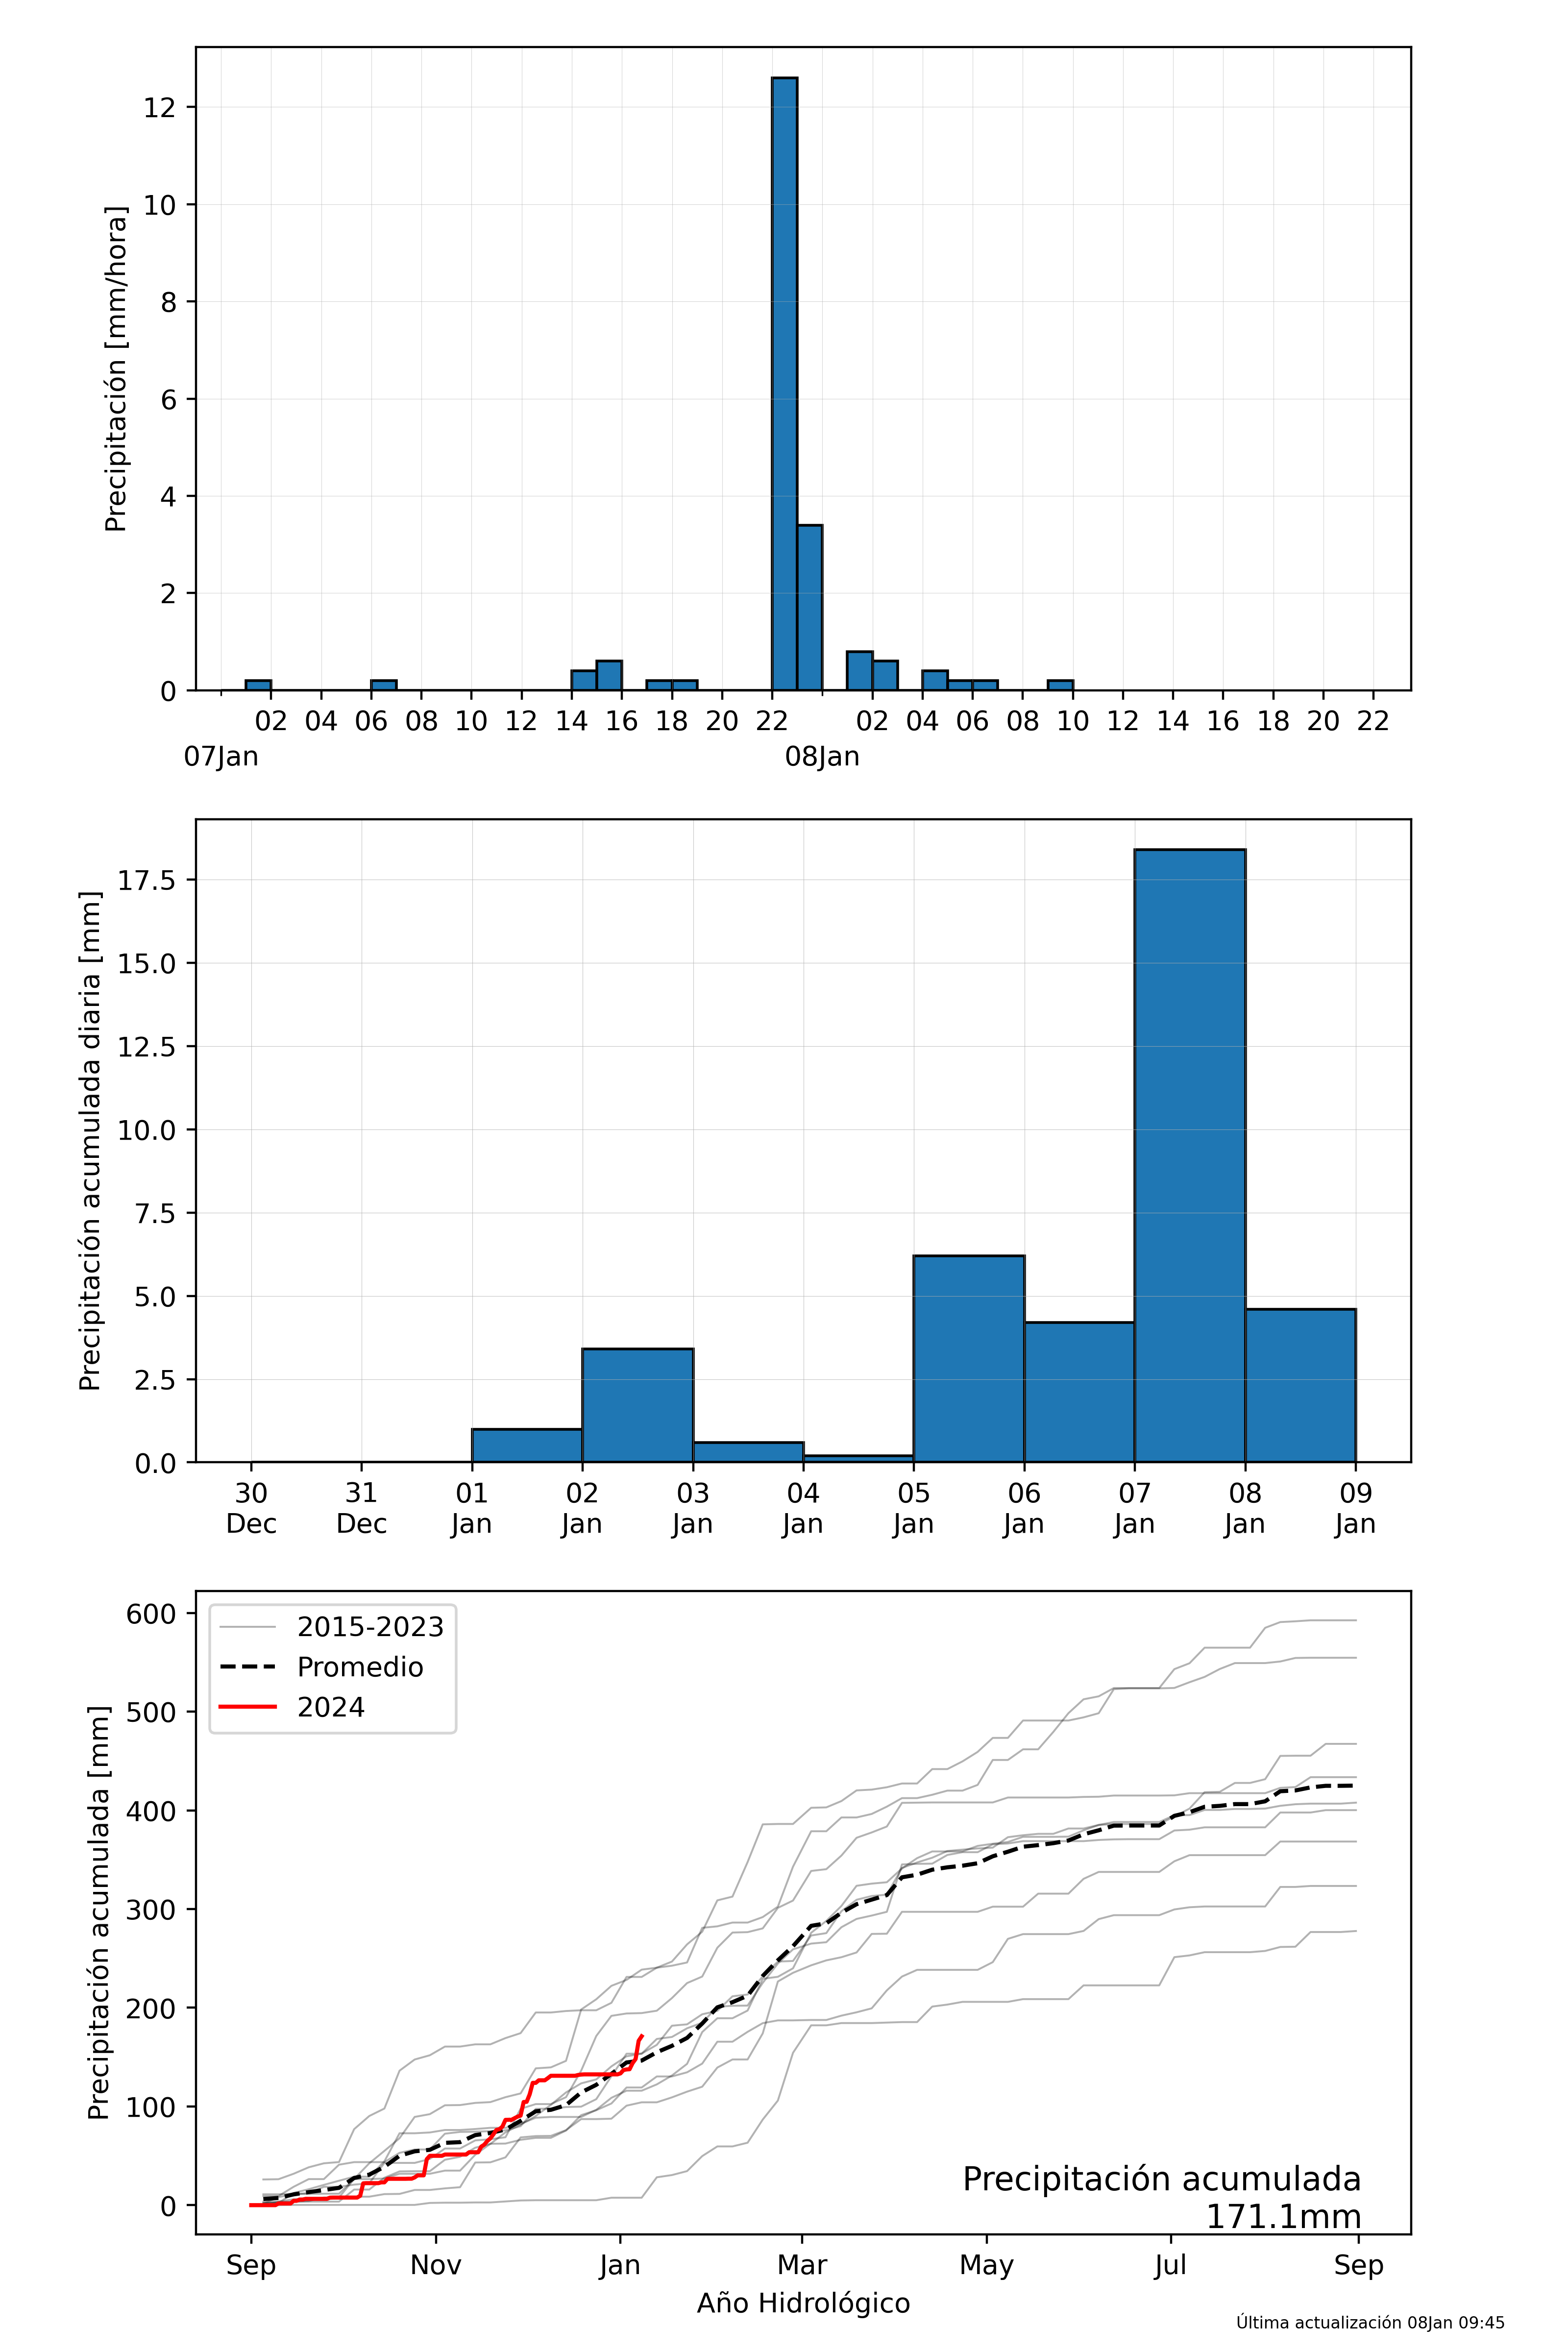 Precipitación [mm/hora]
12
10
8
6
4
2
0
02 04 06 08 10 12 14 16 18 20 22 02 04 06 08 10 12 14 16 18 20 22
07Jan 08Jan
Precipitación acumulada diaria [mm]
17.5
15.0
12.5
10.0
7.5
5.0
2.5
0.0
30 31 01 02 03 04 05 06 07 08 09
Dec Dec Jan Jan Jan Jan Jan Jan Jan Jan Jan
Precipitación acumulada [mm]
600
500
400
300
200
100
0
2015-2023
Promedio
2024
Precipitación acumulada
171.1mm
Sep Nov Jan Mar May Jul Sep
Año Hidrológico
Última actualización 08Jan 09:45